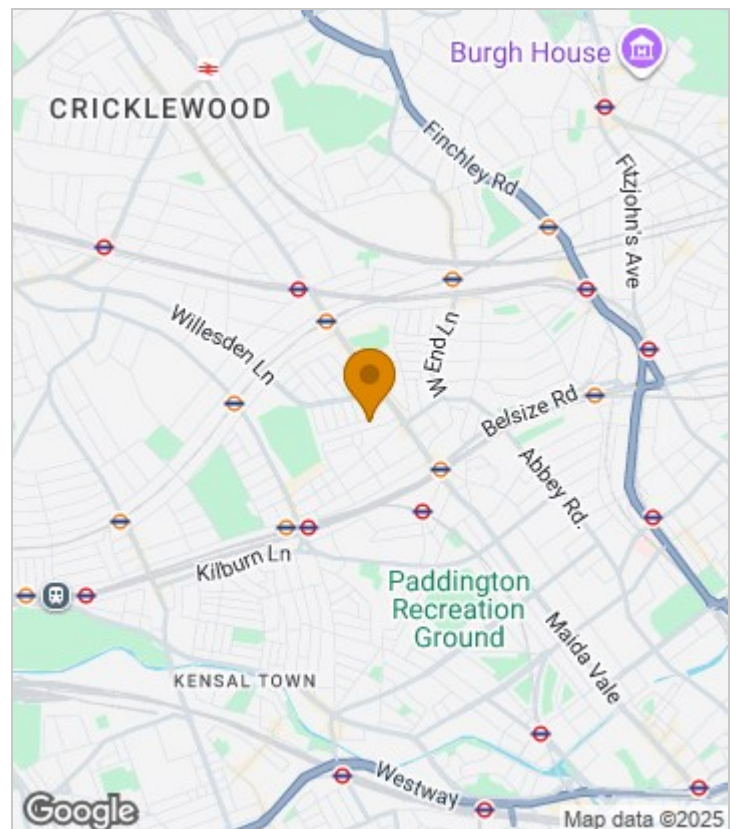 Burgh House
CRICKLEWOOD
Finchley Rd
Fitzjohn's Ave
Willesden Ln
W End Ln
Belsize Rd
Abbey Rd.
Kilburn Ln
Paddington
Recreation
Ground
Maida Vale
KENSAL TOWN
Westway
Google
Map data ©2025